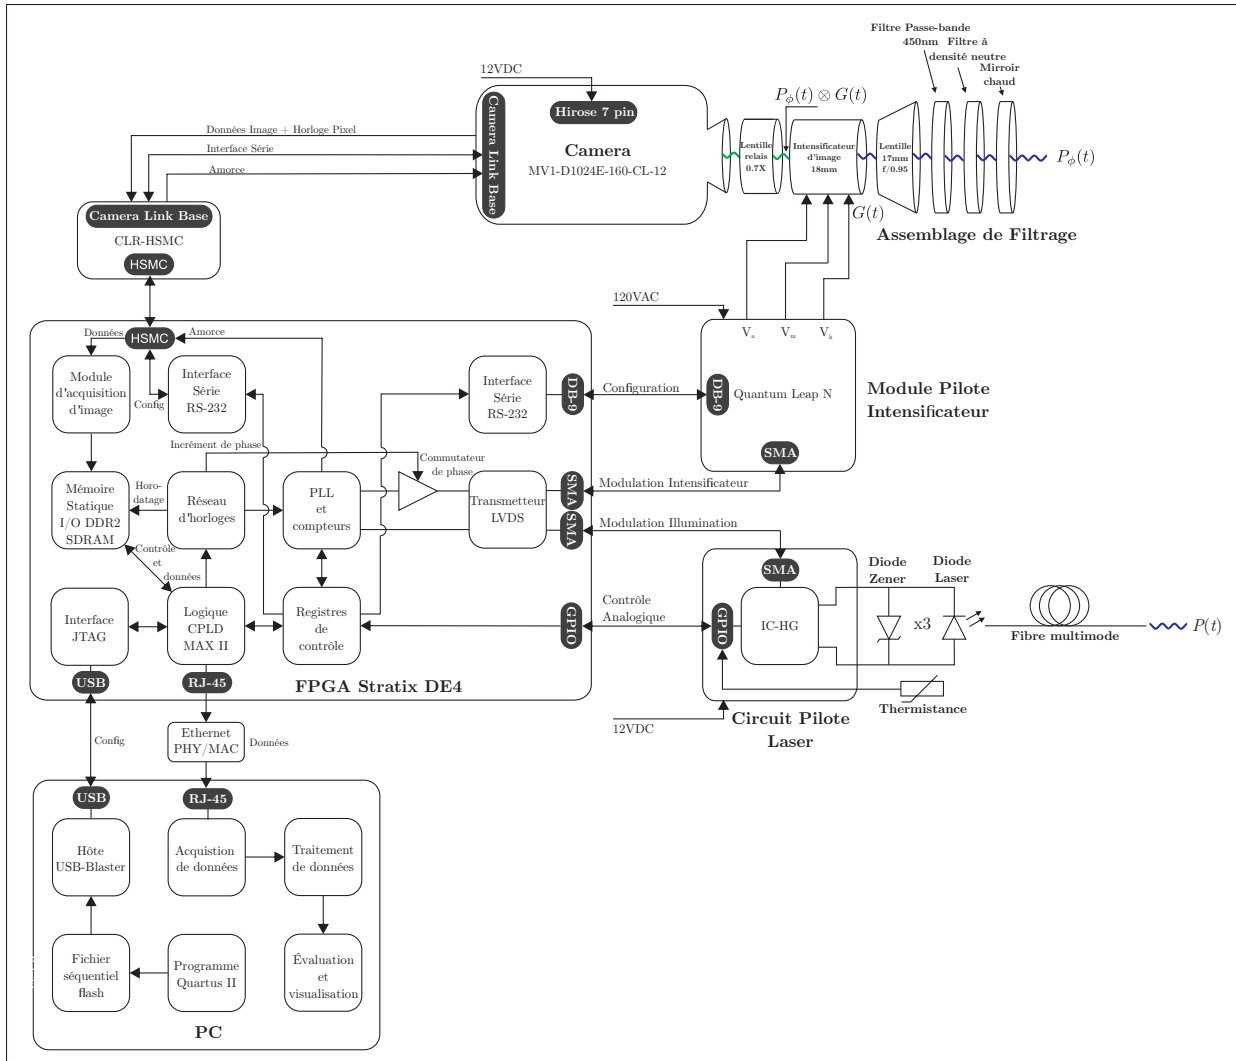 Filtre Passe-bande
450nm Filtre à
densité neutre
Mirroir
chaud
12VDC
Hirose 7 pin
Camera Link Base
Camera
MV1-D1024E-160-CL-12
P_ϕ(t) ⊗ G(t)
Lentille
relais
0.7X
Intensificateur
d'image
18mm
Lentille
17mm
f/0.95
P_ϕ(t)
G(t)
Assemblage de Filtrage
Données Image + Horloge Pixel
Interface Série
Amorce
Camera Link Base
CLR-HSMC
HSMC
120VAC
V_s
V_m
V_k
DB-9
Quantum Leap N
SMA
Module Pilote
Intensificateur
Données
HSMC
Amorce
Module
d'acquisition
d'image
Config
Interface
Série
RS-232
Interface
Série
RS-232
DB-9
Configuration
Incrément de phase
Commutateur
de phase
Mémoire
Statique
I/O DDR2
SDRAM
Horo-
datage
Réseau
d'horloges
PLL
et
compteurs
Transmetteur
LVDS
SMA
SMA
Modulation Intensificateur
Modulation Illumination
Contrôle
et
données
Interface
JTAG
Logique
CPLD
MAX II
Registres
de
contrôle
GPIO
Contrôle
Analogique
USB
RJ-45
FPGA Stratix DE4
SMA
GPIO
IC-HG
Diode
Zener
Diode
Laser
x3
Fibre multimode
P(t)
Thermistance
12VDC
Circuit Pilote
Laser
Config
Ethernet
PHY/MAC
Données
USB
RJ-45
Hôte
USB-Blaster
Acquistion
de données
Traitement
de données
Fichier
séquentiel
flash
Programme
Quartus II
Évaluation
et
visualisation
PC